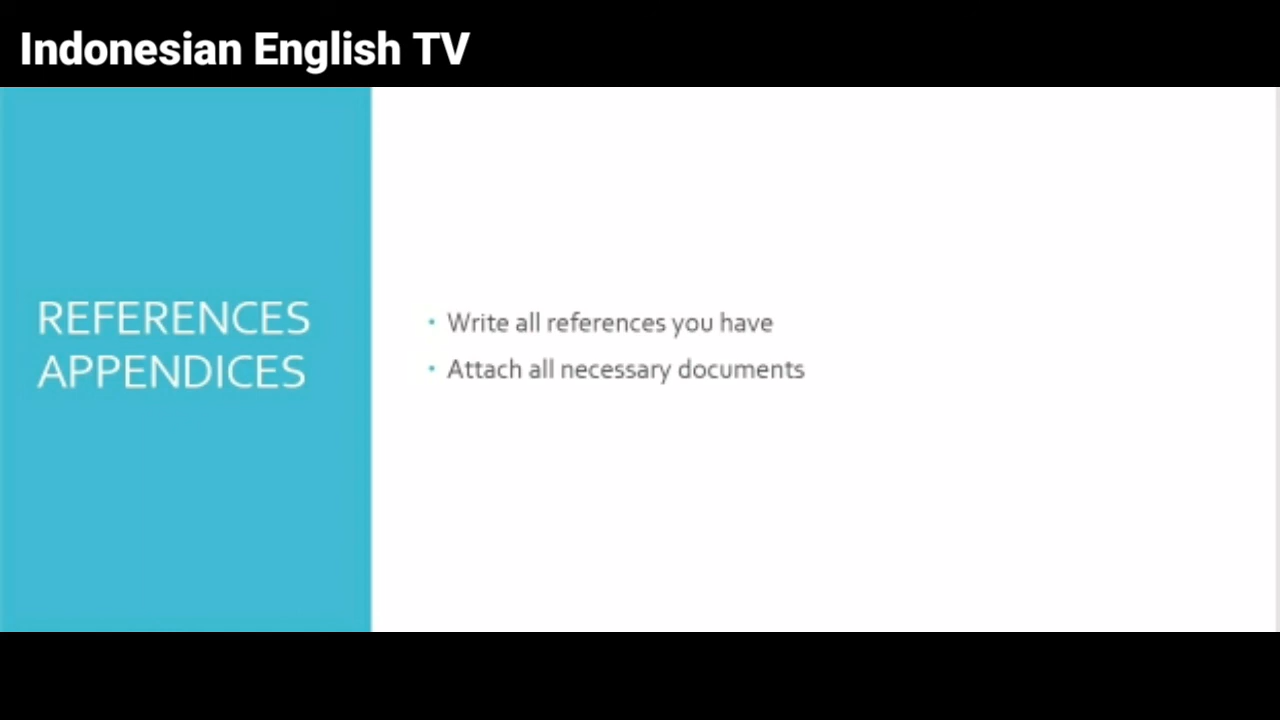 Indonesian English TV
REFERENCES
APPENDICES
• Write all references you have
• Attach all necessary documents